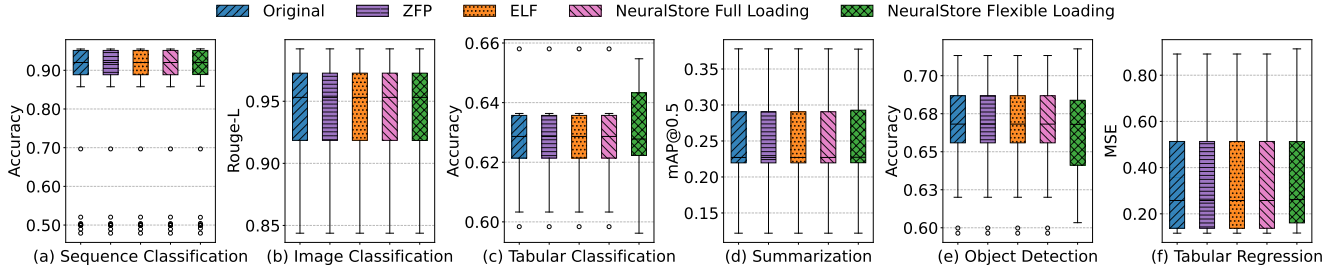 Original ZFP ELF NeuralStore Full Loading NeuralStore Flexible Loading
Accuracy
0.90
0.80
0.70
0.60
0.50
(a) Sequence Classification
Rouge-L
0.95
0.90
0.85
(b) Image Classification
Accuracy
0.66
0.64
0.62
0.60
(c) Tabular Classification
mAP@0.5
0.35
0.30
0.25
0.20
0.15
(d) Summarization
Accuracy
0.70
0.68
0.65
0.63
0.60
(e) Object Detection
MSE
0.80
0.60
0.40
0.20
(f) Tabular Regression